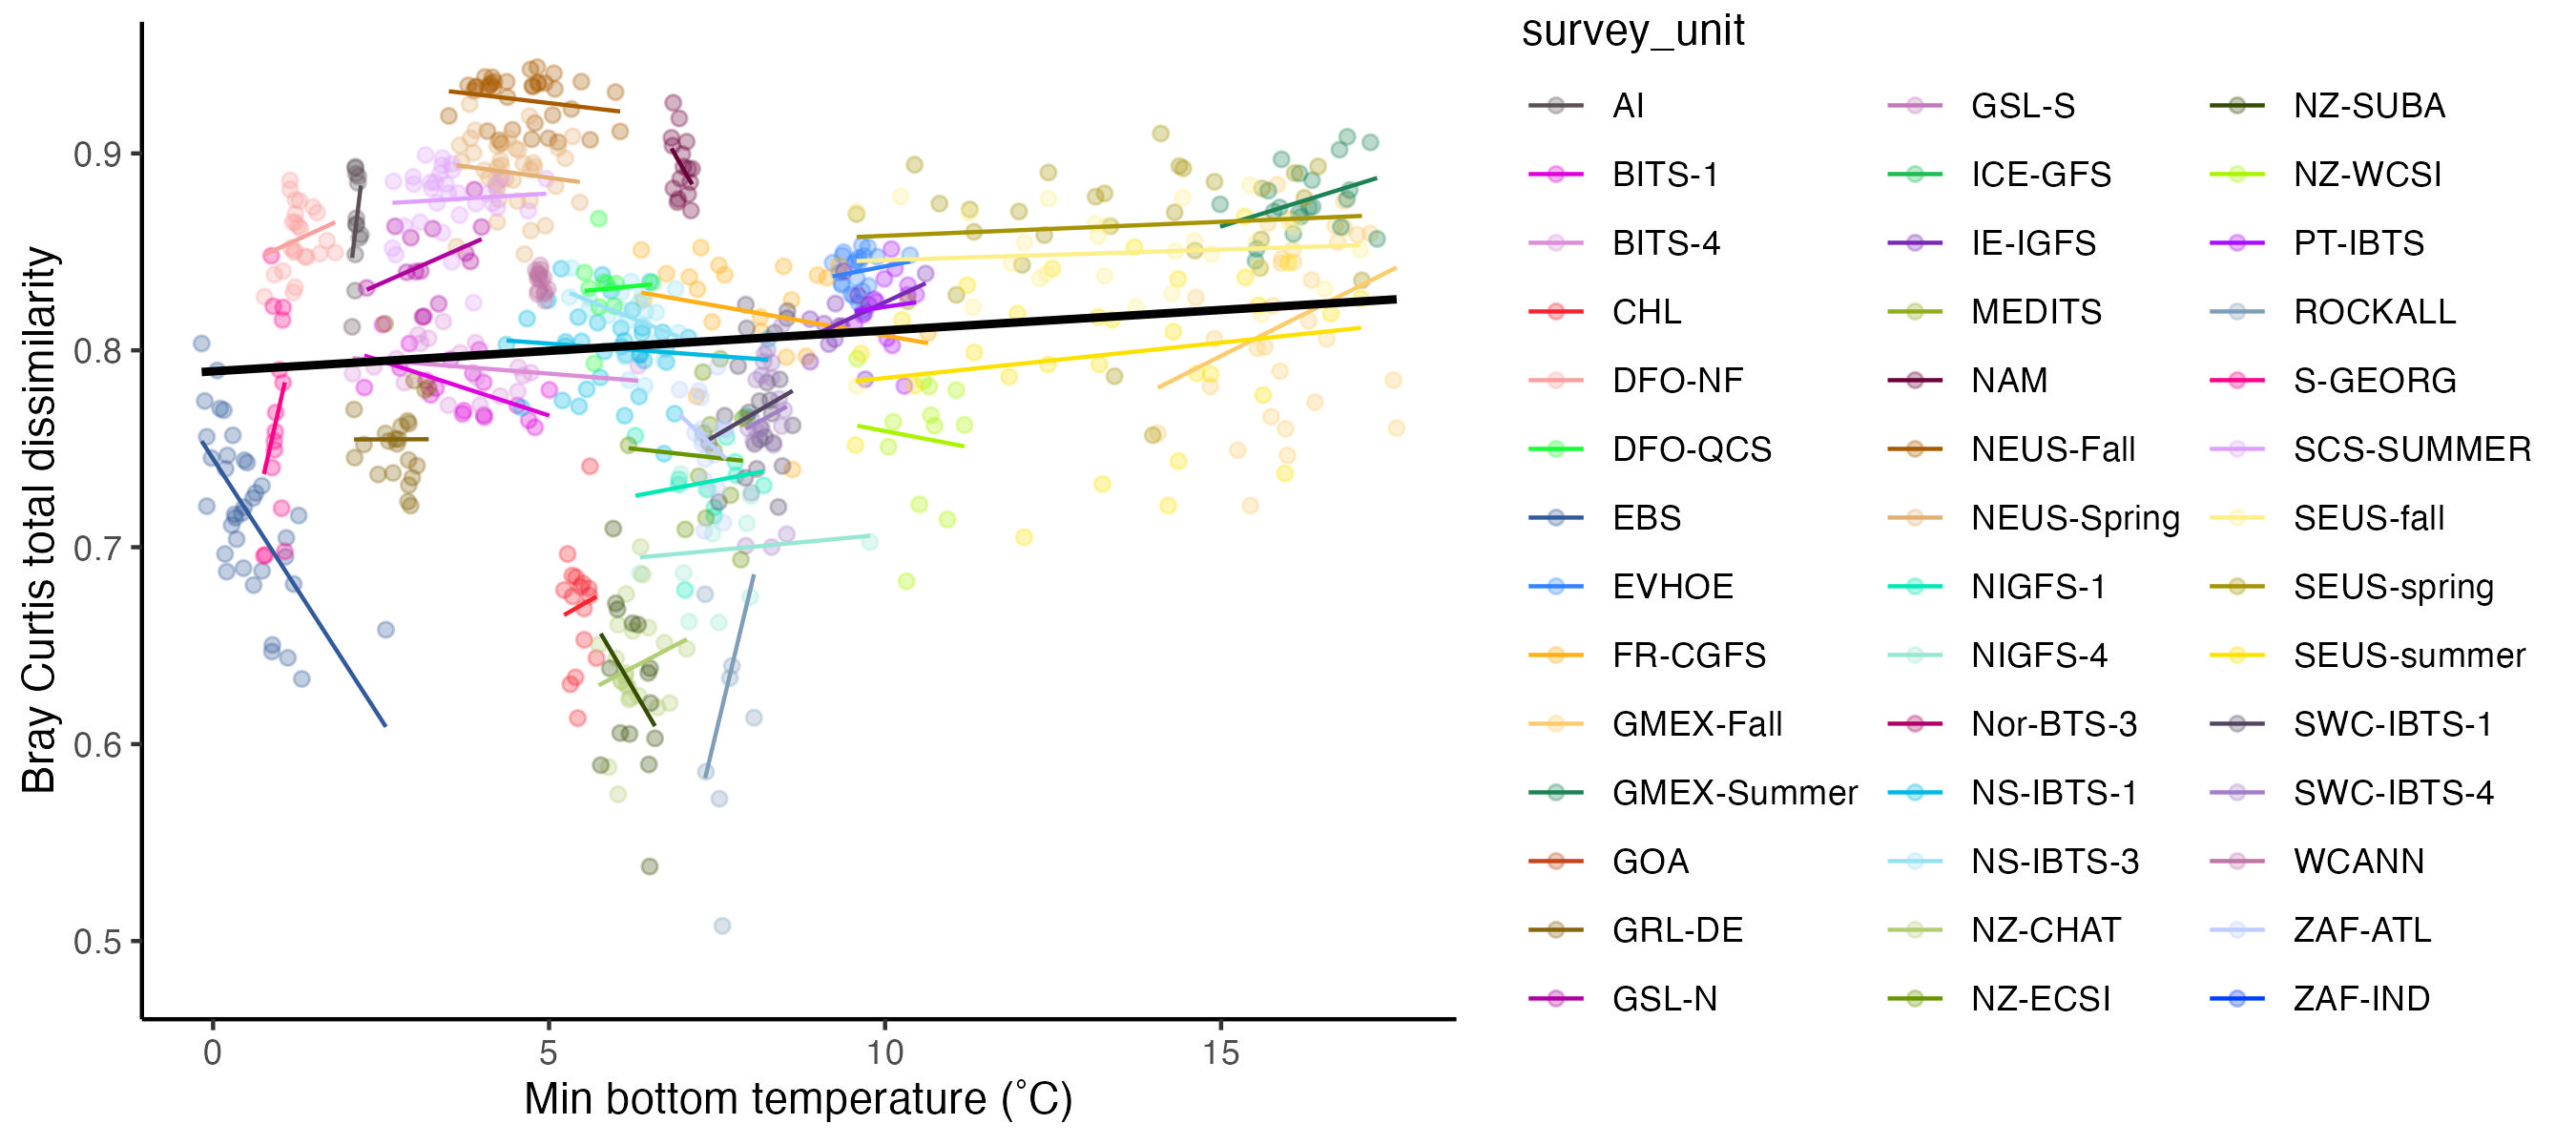 survey_unit
AI
BITS-1
BITS-4
CHL
DFO-NF
DFO-QCS
EBS
EVHOE
FR-CGFS
GMEX-Fall
GMEX-Summer
GOA
GRL-DE
GSL-N
GSL-S
ICE-GFS
IE-IGFS
MEDITS
NAM
NEUS-Fall
NEUS-Spring
NIGFS-1
NIGFS-4
Nor-BTS-3
NS-IBTS-1
NS-IBTS-3
NZ-CHAT
NZ-ECSI
NZ-SUBA
NZ-WCSI
PT-IBTS
ROCKALL
S-GEORG
SCS-SUMMER
SEUS-fall
SEUS-spring
SEUS-summer
SWC-IBTS-1
SWC-IBTS-4
WCANN
ZAF-ATL
ZAF-IND
Bray Curtis total dissimilarity
0.9
0.8
0.7
0.6
0.5
0
5
10
15
Min bottom temperature (˚C)